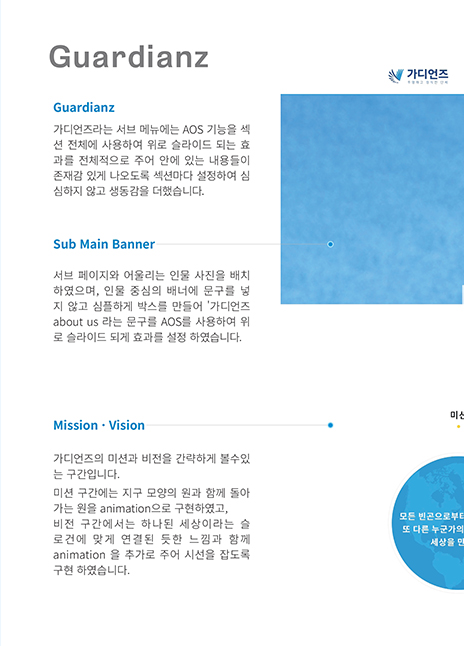 Guardianz
가디언즈
Guardianz
가디언즈라는 서브 메뉴에는 AOS 기능을 섹
션 전체에 사용하여 위로 슬라이드 되는 효
과를 전체적으로 주어 안에 있는 내용들이
존재감 있게 나오도록 섹션마다 설정하여 심
심하지 않고 생동감을 더했습니다.
Sub Main Banner
서브 페이지와 어울리는 인물 사진을 배치
하였으며, 인물 중심의 배너에 문구를 넣
지 않고 심플하게 박스를 만들어 '가디언즈
about us 라는 문구를 AOS를 사용하여 위
로 슬라이드 되게 효과를 설정 하였습니다.
Mission · Vision
미션
가디언즈의 미션과 비전을 간략하게 볼수있
는 구간입니다.
미션 구간에는 지구 모양의 원과 함께 돌아
가는 원을 animation으로 구현하였고,
비전 구간에서는 하나된 세상이라는 슬
로건에 맞게 연결된 듯한 느낌과 함께
animation 을 추가로 주어 시선을 잡도록
구현 하였습니다.
모든 빈곤으로부터
또 다른 누군가의
세상을 만